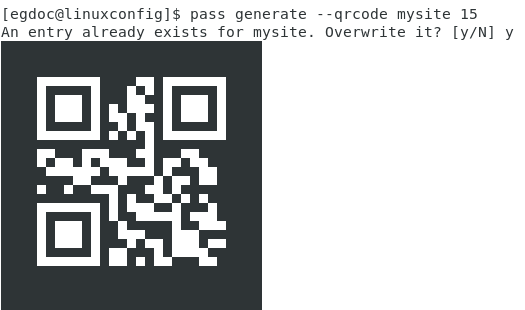 [egdoc@linuxconfig]$ pass generate --qrcode mysite 15
An entry already exists for mysite. Overwrite it? [y/N] y